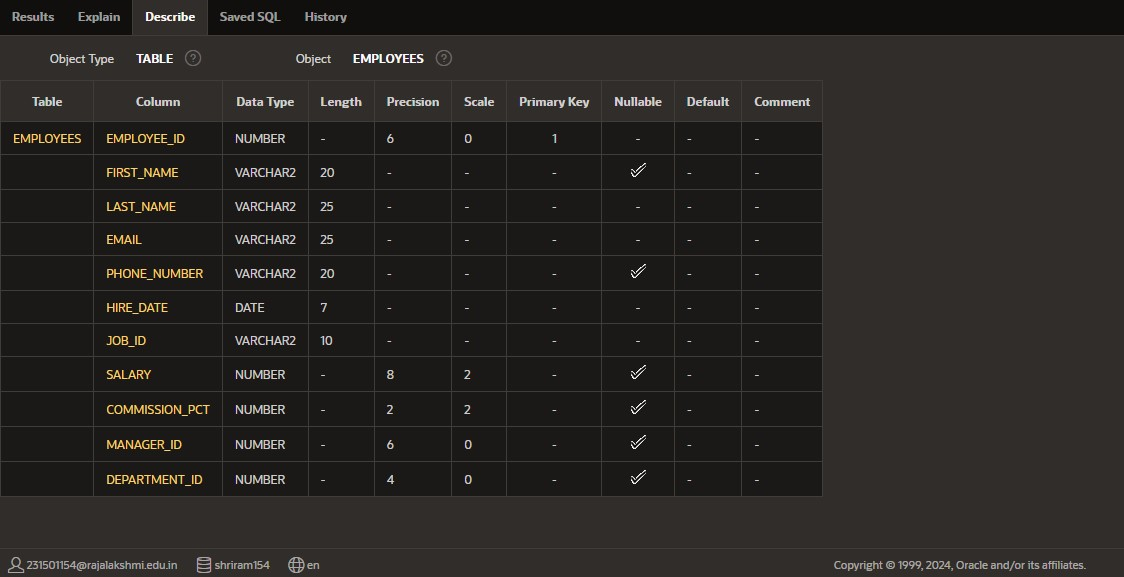 Results Explain Describe Saved SQL History
Object Type TABLE ? Object EMPLOYEES ?
Table Column Data Type Length Precision Scale Primary Key Nullable Default Comment
EMPLOYEES EMPLOYEE_ID NUMBER - 6 0 1 - - -
FIRST_NAME VARCHAR2 20 - - - - -
LAST_NAME VARCHAR2 25 - - - - - -
EMAIL VARCHAR2 25 - - - - - -
PHONE_NUMBER VARCHAR2 20 - - - - -
HIRE_DATE DATE 7 - - - - - -
JOB_ID VARCHAR2 10 - - - - - -
SALARY NUMBER - 8 2 - - -
COMMISSION_PCT NUMBER - 2 2 - - -
MANAGER_ID NUMBER - 6 0 - - -
DEPARTMENT_ID NUMBER - 4 0 - - -
231501154@rajalakshmi.edu.in shriram154 en Copyright © 1999, 2024, Oracle and/or its affiliates.